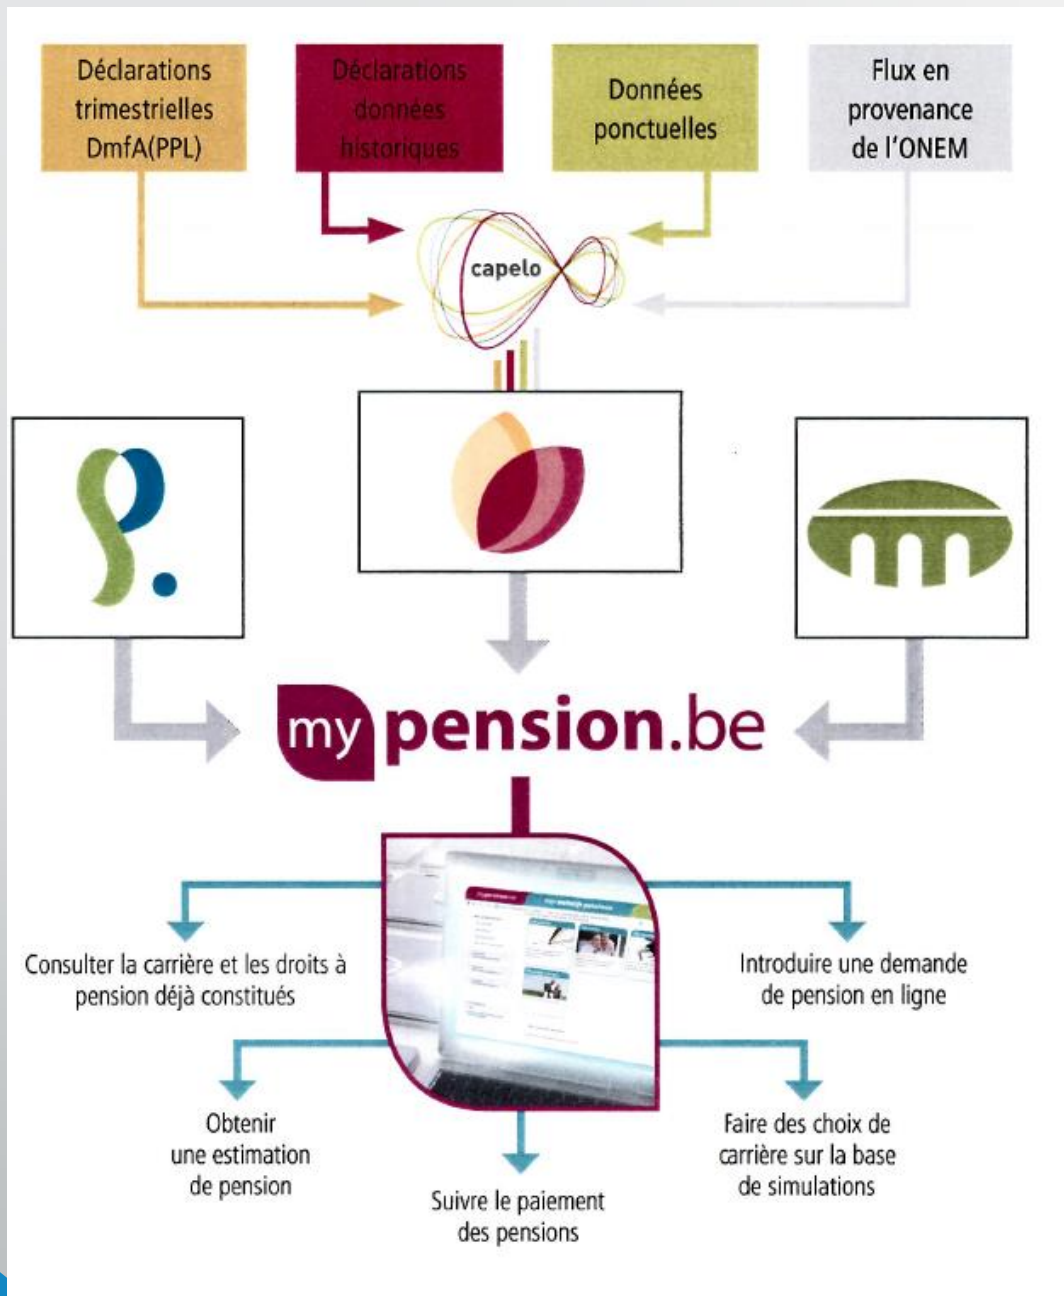 Déclarations
trimestrielles
DmfA(PPL)
Déclarations
données
historiques
Données
ponctuelles
Flux en
provenance
de l'ONEM
capelo
my pension.be
Consulter la carrière et les droits à
pension déjà constitués
Introduire une demande
de pension en ligne
Obtenir
une estimation
de pension
Suivre le paiement
des pensions
Faire des choix de
carrière sur la base
de simulations